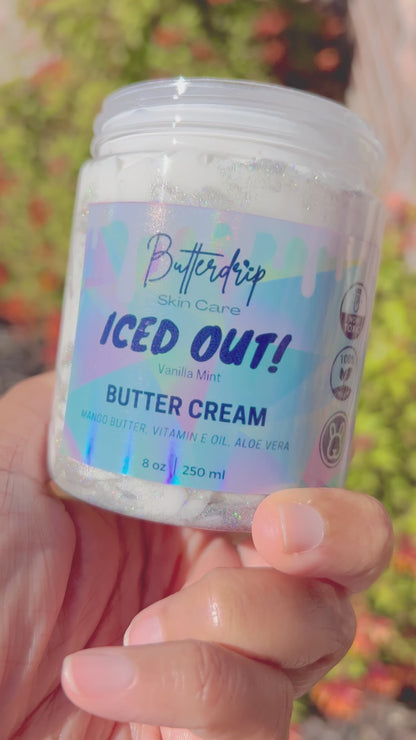 Butterdrip
Skin Care
ICED OUT!
Vanilla Mint
BUTTER CREAM
MANGO BUTTER, VITAMIN E OIL, ALOE VERA
8 oz | 250 ml
100%